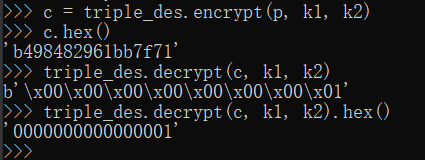 >>> c = triple_des.encrypt(p, k1, k2)
>>> c.hex()
'b498482961bb7f71'
>>> triple_des.decrypt(c, k1, k2)
b'\x00\x00\x00\x00\x00\x00\x00\x01'
>>> triple_des.decrypt(c, k1, k2).hex()
'0000000000000001'
>>>